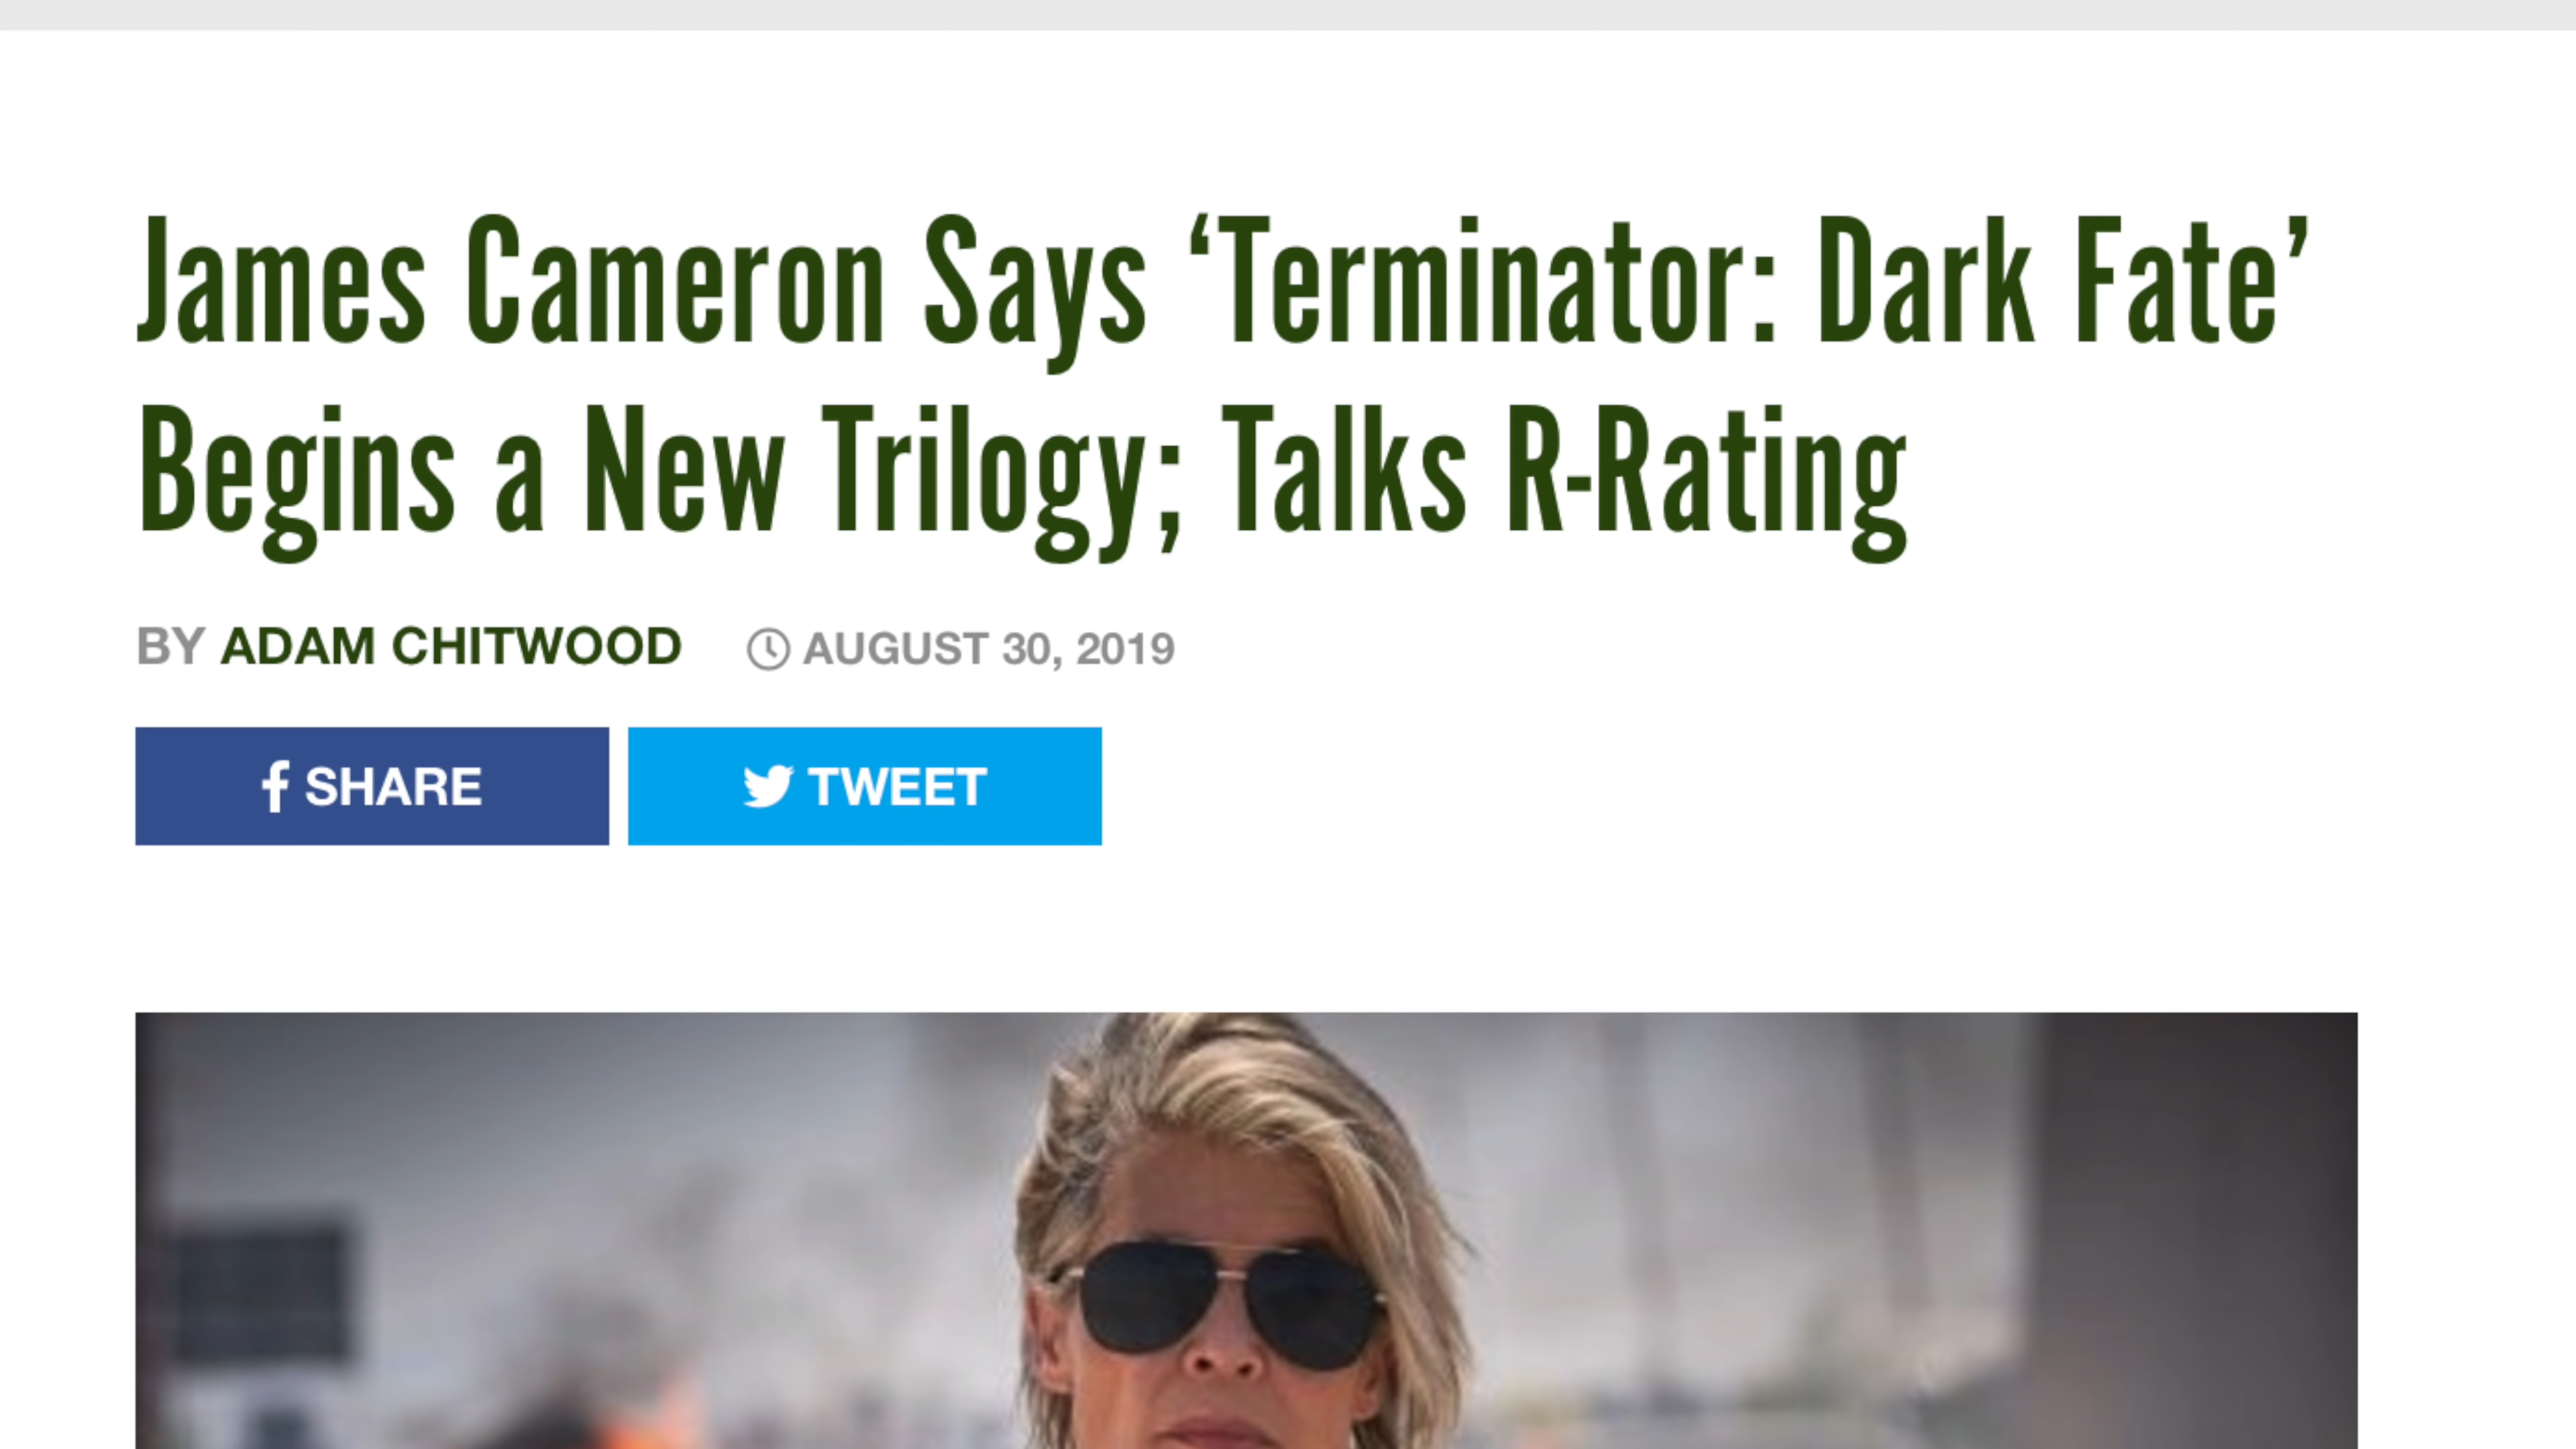 James Cameron Says ‘Terminator: Dark Fate’
Begins a New Trilogy; Talks R-Rating
BY ADAM CHITWOOD AUGUST 30, 2019
SHARE TWEET